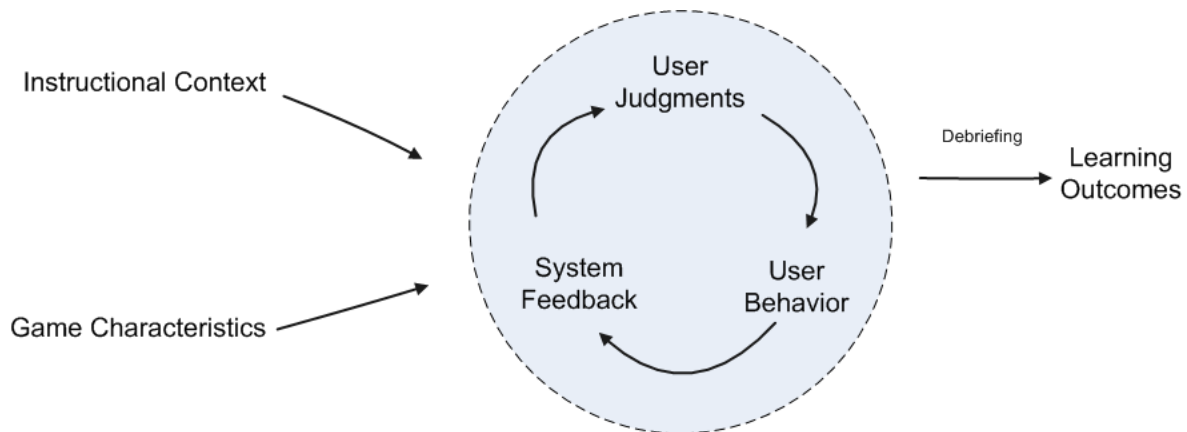 Instructional Context
Game Characteristics
User
Judgments
User
Behavior
System
Feedback
Debriefing
Learning
Outcomes